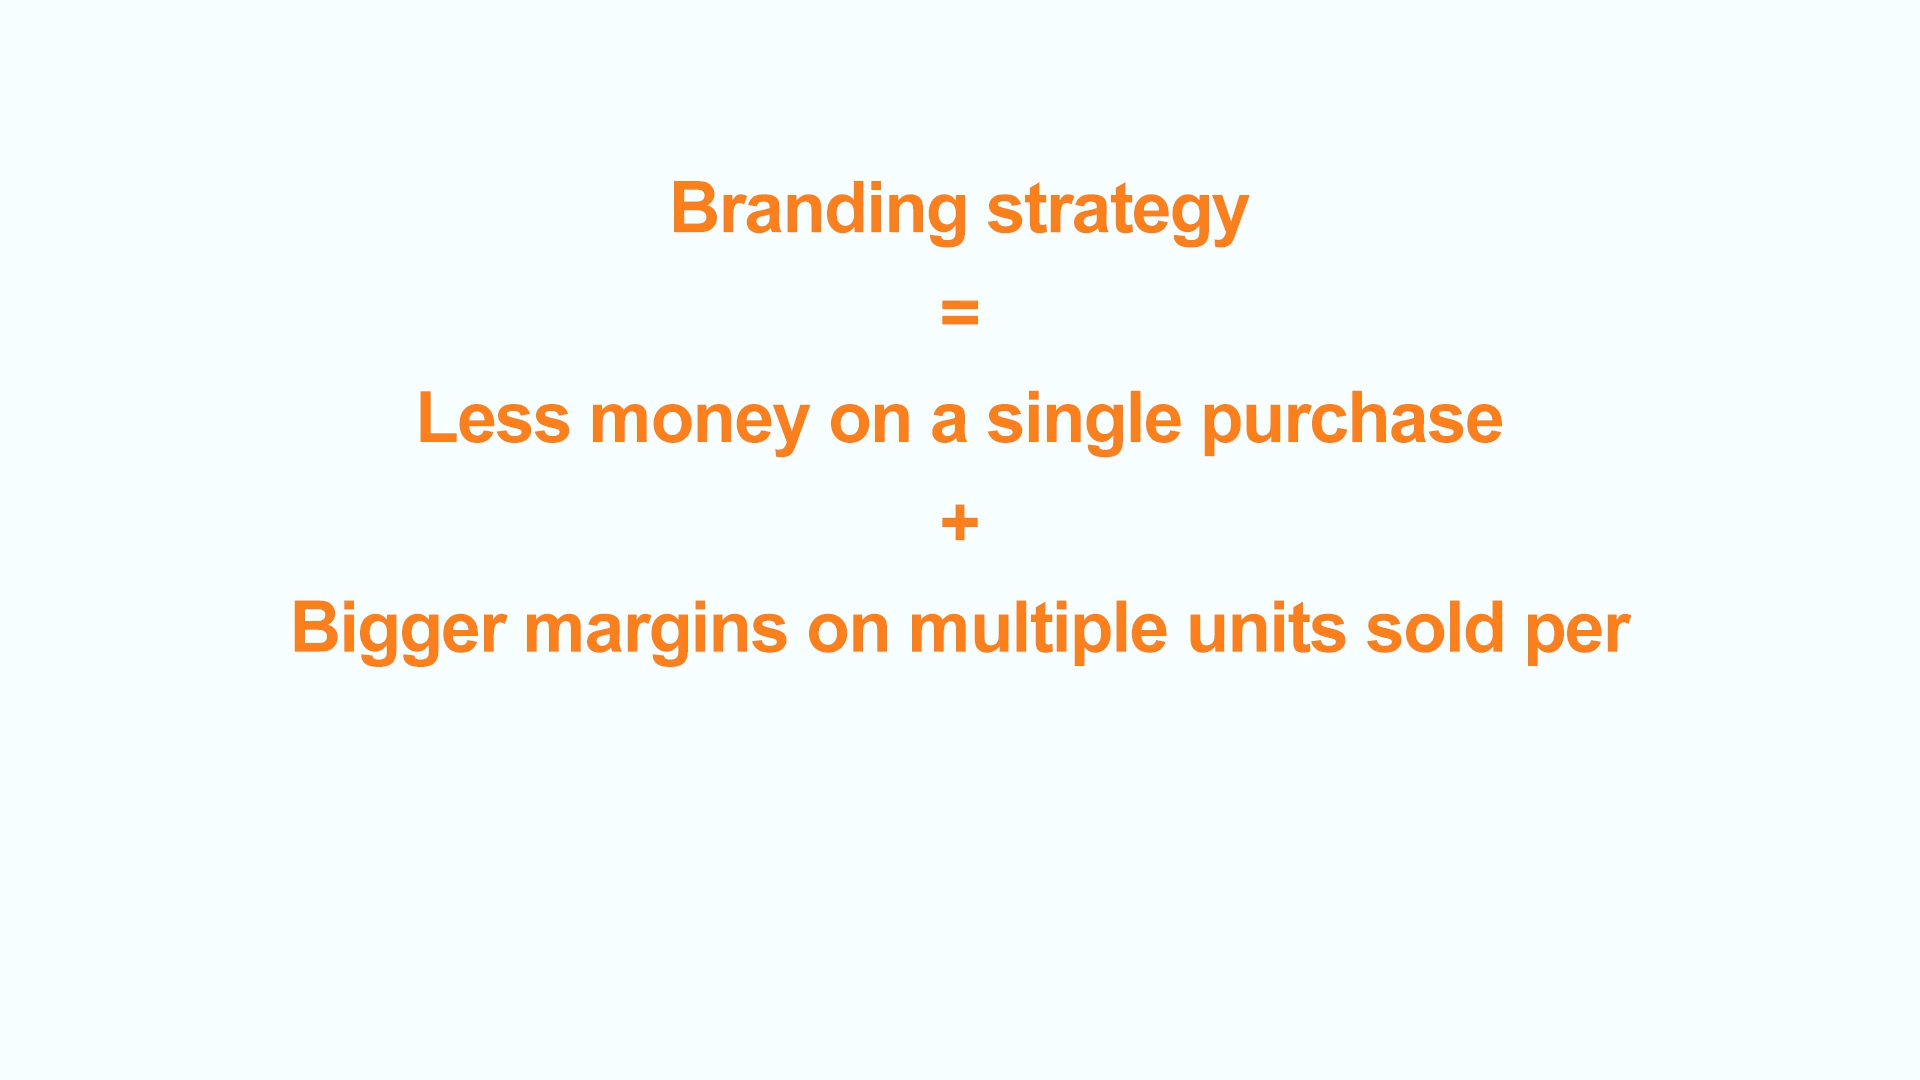 Branding strategy
=
Less money on a single purchase
+
Bigger margins on multiple units sold per